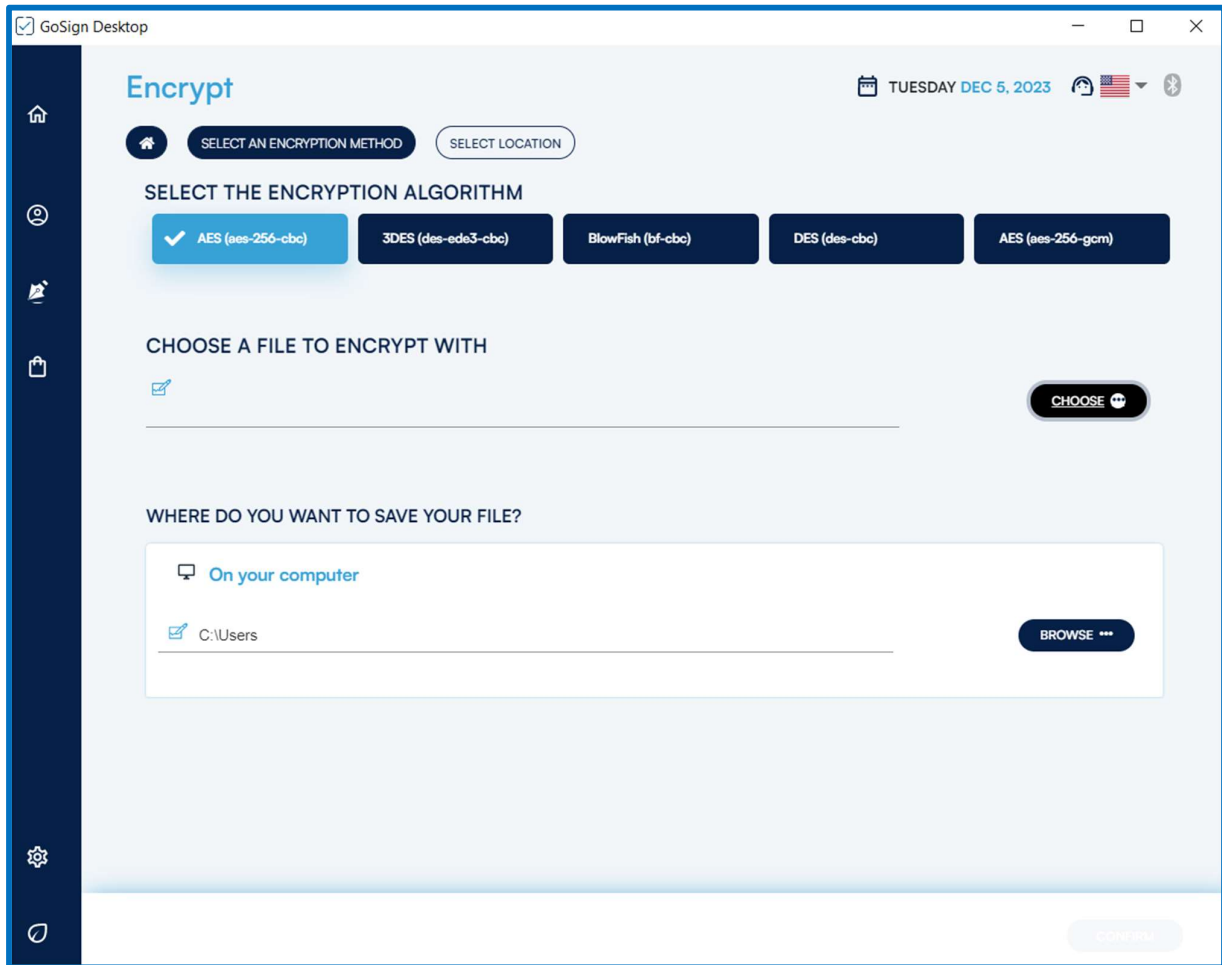 GoSign Desktop
Encrypt
TUESDAY DEC 5, 2023
SELECT AN ENCRYPTION METHOD
SELECT LOCATION
SELECT THE ENCRYPTION ALGORITHM
AES (aes-256-cbc)
3DES (des-ede3-cbc)
BlowFish (bf-cbc)
DES (des-cbc)
AES (aes-256-gcm)
CHOOSE A FILE TO ENCRYPT WITH
CHOOSE
WHERE DO YOU WANT TO SAVE YOUR FILE?
On your computer
C:\Users
BROWSE
CONFIRM